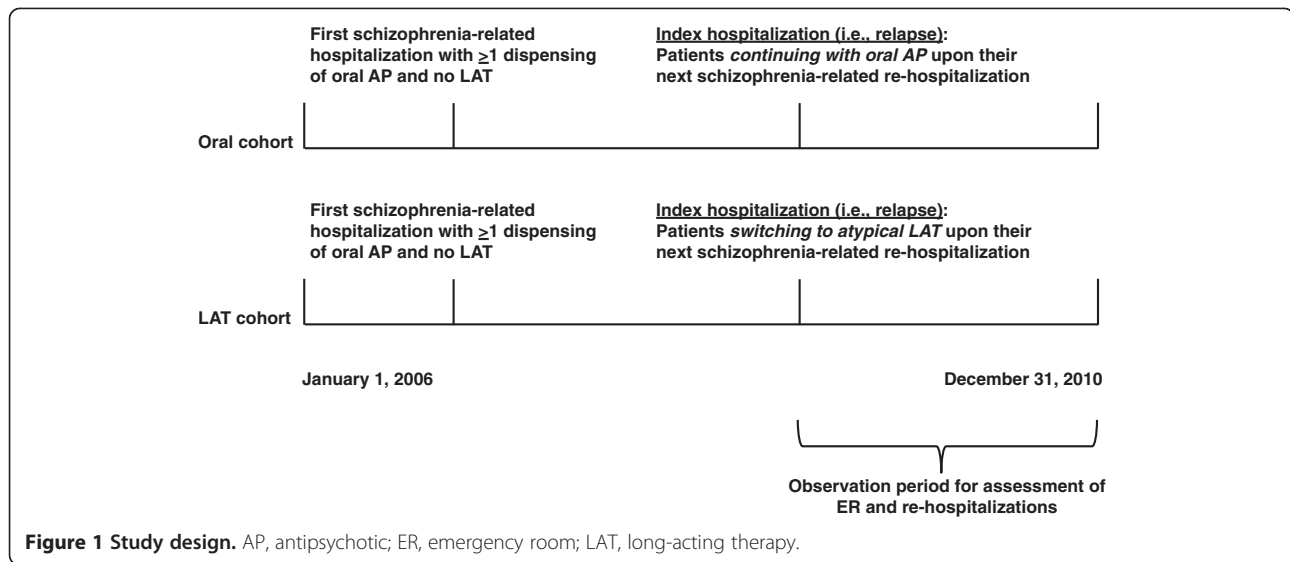 First schizophrenia-related
hospitalization with ≥1 dispensing
of oral AP and no LAT
Index hospitalization (i.e., relapse):
Patients continuing with oral AP upon their
next schizophrenia-related re-hospitalization
Oral cohort
First schizophrenia-related
hospitalization with ≥1 dispensing
of oral AP and no LAT
Index hospitalization (i.e., relapse):
Patients switching to atypical LAT upon their
next schizophrenia-related re-hospitalization
LAT cohort
January 1, 2006
December 31, 2010
Observation period for assessment of
ER and re-hospitalizations
Figure 1 Study design. AP, antipsychotic; ER, emergency room; LAT, long-acting therapy.